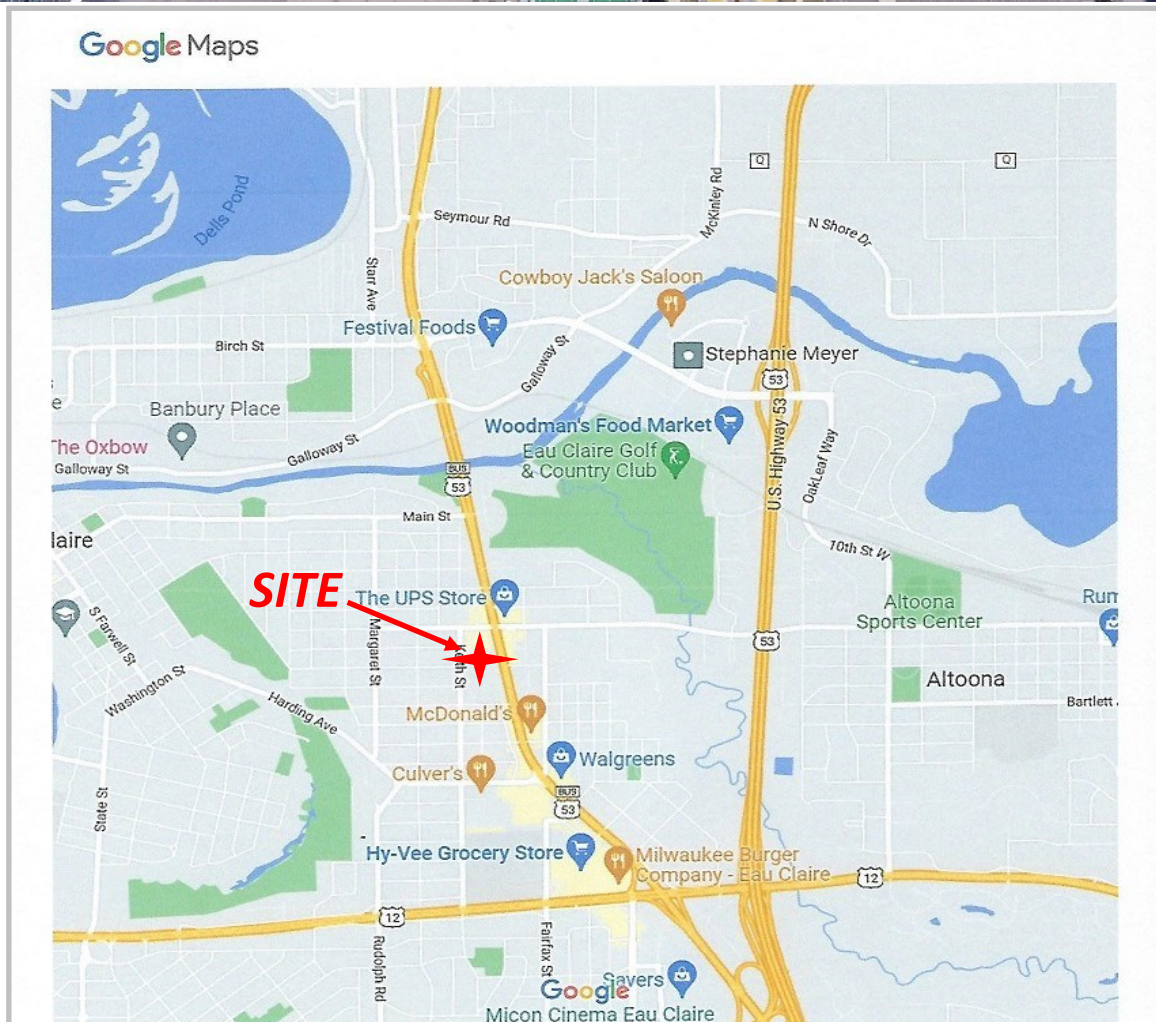 Google Maps
Dells Pond
Starr Ave
Seymour Rd
McKinley Rd
Q
Q
N Shore Dr
Cowboy Jack's Saloon
Festival Foods
Birch St
Galloway St
Stephanie Meyer
53
U.S. Highway 53
OakLeaf Way
Banbury Place
The Oxbow
Galloway St
Galloway St
Woodman's Food Market
Eau Claire Golf
& Country Club
BUS
53
Main St
10th St W
laire
SITE
The UPS Store
Altoona
Sports Center
Rum
S Farwell St
Margaret St
53
Washington St
Harding Ave
Altoona
Bartlett
McDonald's
Walgreens
Culver's
BUS
53
State St
Hy-Vee Grocery Store
Milwaukee Burger
Company - Eau Claire
12
12
Rudolph Rd
Fairfax St
Savers
Google
Micon Cinema Eau Claire